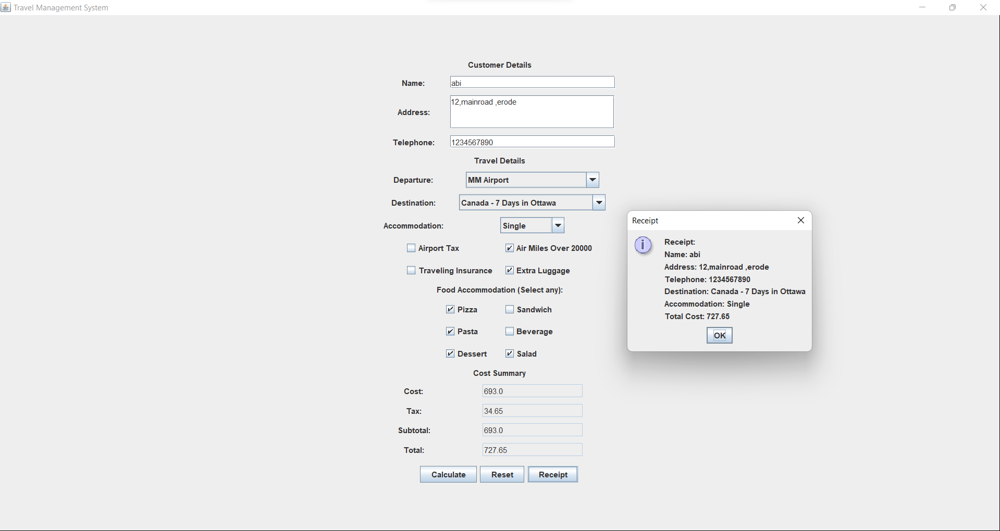 Travel Management System
Customer Details
Name: abi
Address: 12,mainroad ,erode
Telephone: 1234567890
Travel Details
Departure: MM Airport
Destination: Canada - 7 Days in Ottawa
Accommodation: Single
Airport Tax Air Miles Over 20000
Traveling Insurance Extra Luggage
Food Accommodation (Select any):
Pizza Sandwich
Pasta Beverage
Dessert Salad
Cost Summary
Cost: 693.0
Tax: 34.65
Subtotal: 693.0
Total: 727.65
Calculate Reset Receipt
Receipt
Receipt:
Name: abi
Address: 12,mainroad ,erode
Telephone: 1234567890
Destination: Canada - 7 Days in Ottawa
Accommodation: Single
Total Cost: 727.65
OK